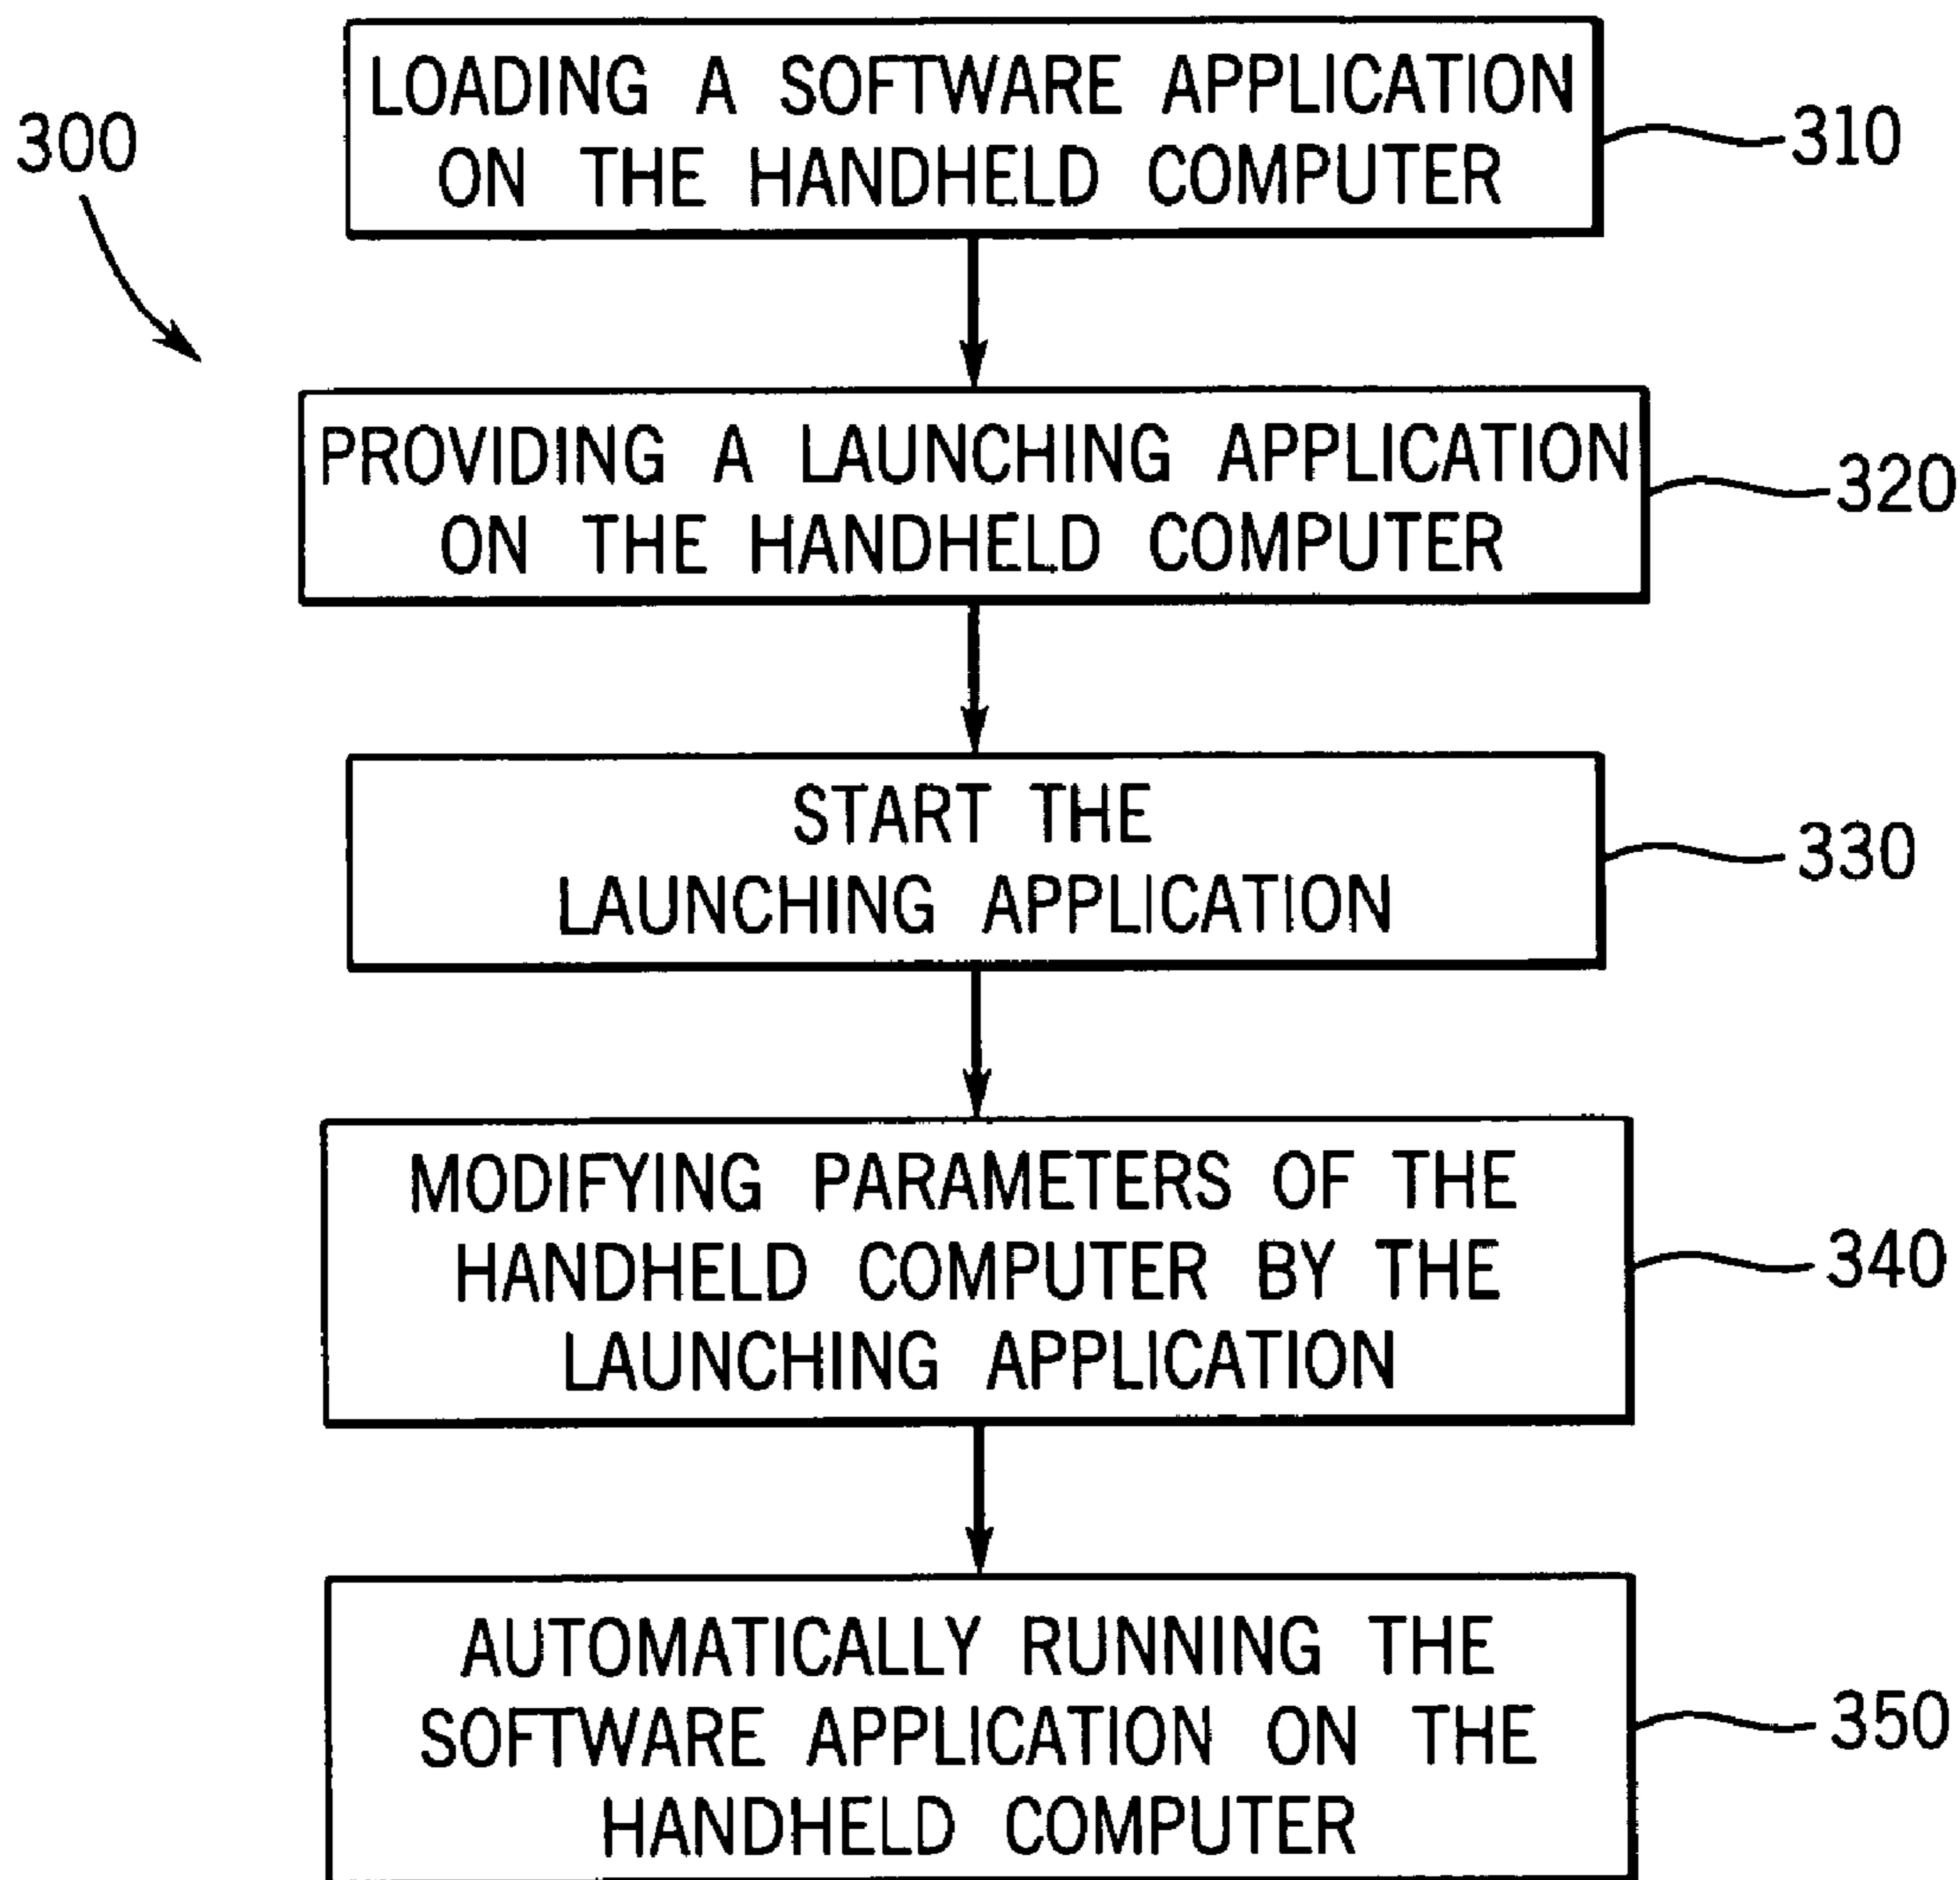 300
LOADING A SOFTWARE APPLICATION
ON THE HANDHELD COMPUTER
310
PROVIDING A LAUNCHING APPLICATION
ON THE HANDHELD COMPUTER
320
START THE
LAUNCHING APPLICATION
330
MODIFYING PARAMETERS OF THE
HANDHELD COMPUTER BY THE
LAUNCHING APPLICATION
340
AUTOMATICALLY RUNNING THE
SOFTWARE APPLICATION ON THE
HANDHELD COMPUTER
350